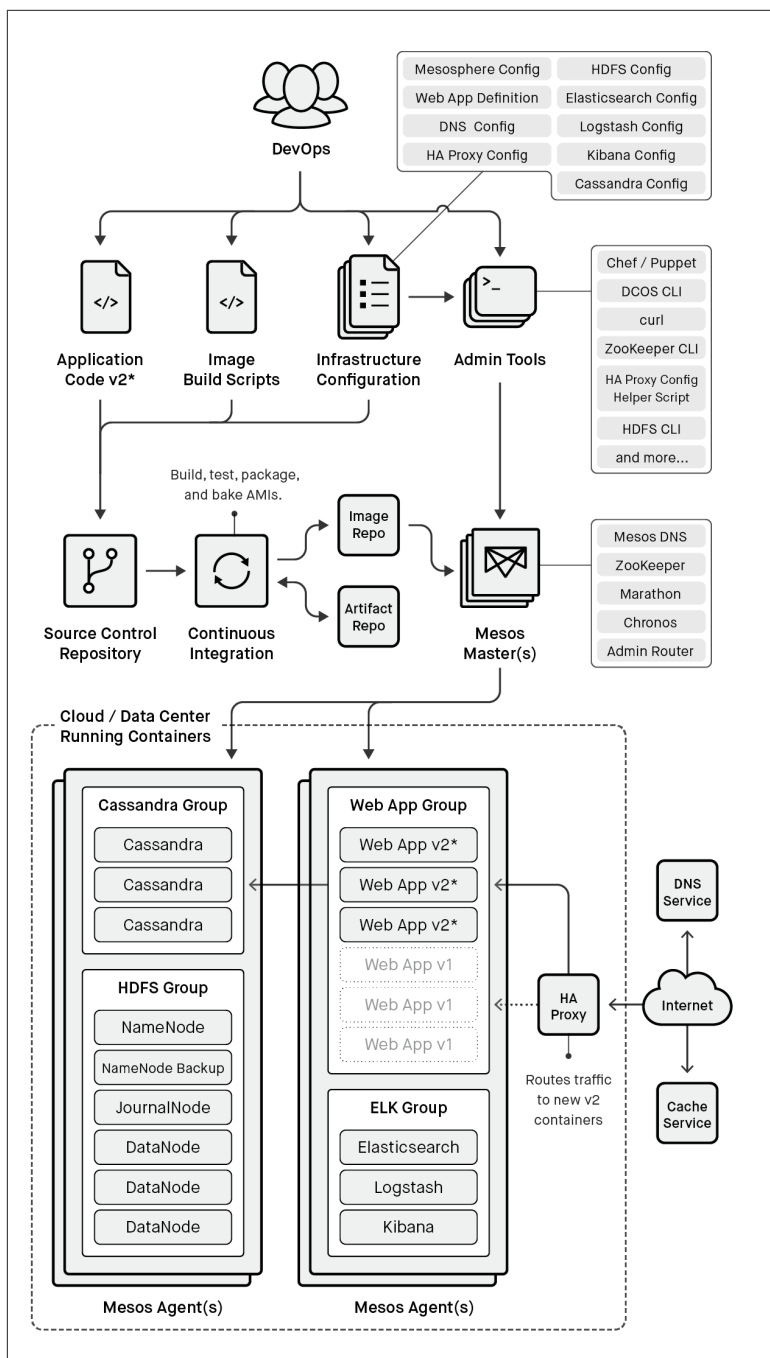 DevOps
Mesosphere Config
HDFS Config
Web App Definition
Elasticsearch Config
DNS Config
Logstash Config
HA Proxy Config
Kibana Config
Cassandra Config
</>
Application
Code v2*
</>
Image
Build Scripts
Infrastructure
Configuration
>_
Admin Tools
Chef / Puppet
DCOS CLI
curl
ZooKeeper CLI
HA Proxy Config
Helper Script
HDFS CLI
and more...
Build, test, package,
and bake AMIs.
Source Control
Repository
Continuous
Integration
Image
Repo
Artifact
Repo
Mesos
Master(s)
Mesos DNS
ZooKeeper
Marathon
Chronos
Admin Router
Cloud / Data Center
Running Containers
Cassandra Group
Cassandra
Cassandra
Cassandra
HDFS Group
NameNode
NameNode Backup
JournalNode
DataNode
DataNode
DataNode
Mesos Agent(s)
Web App Group
Web App v2*
Web App v2*
Web App v2*
Web App v1
Web App v1
Web App v1
ELK Group
Elasticsearch
Logstash
Kibana
Mesos Agent(s)
HA
Proxy
Routes traffic
to new v2
containers
DNS
Service
Internet
Cache
Service